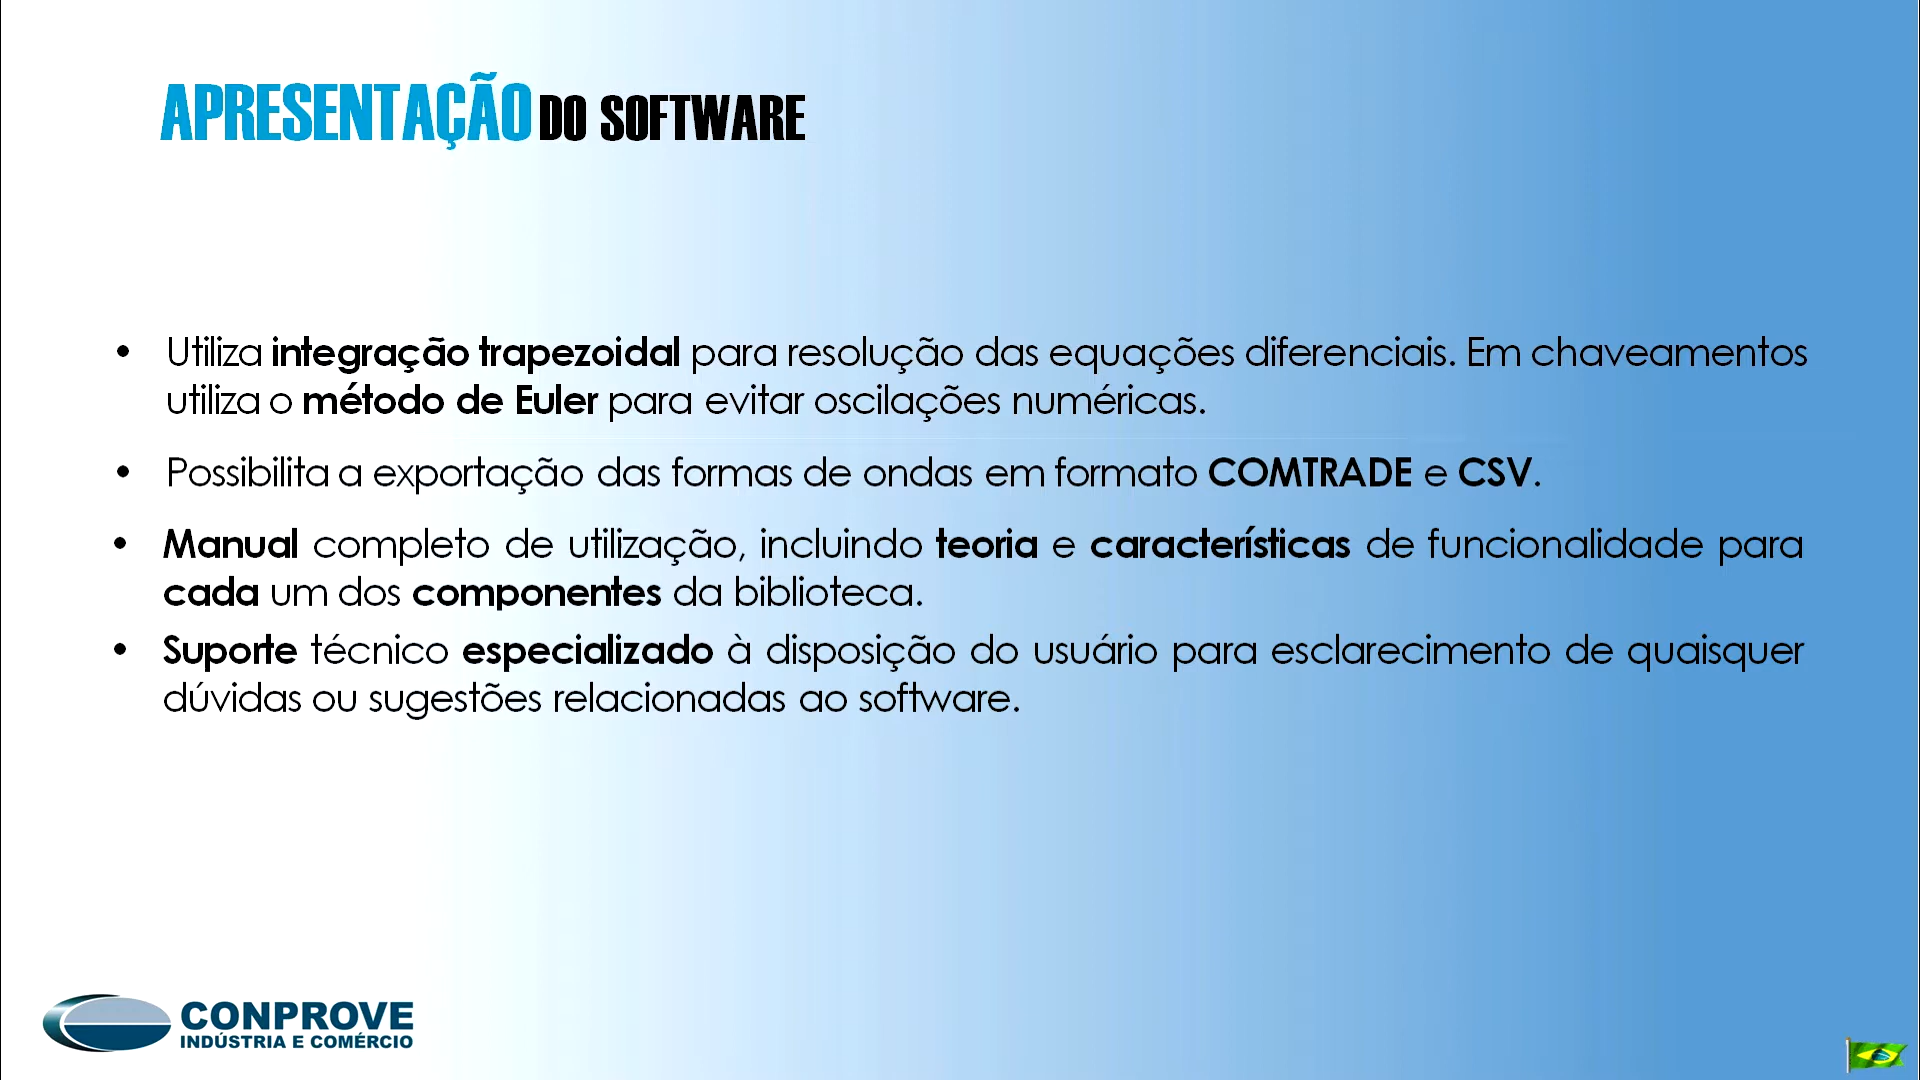 APRESENTAÇÃO DO SOFTWARE
• Utiliza integração trapezoidal para resolução das equações diferenciais. Em chaveamentos
utiliza o método de Euler para evitar oscilações numéricas.
• Possibilita a exportação das formas de ondas em formato COMTRADE e CSV.
• Manual completo de utilização, incluindo teoria e características de funcionalidade para
cada um dos componentes da biblioteca.
• Suporte técnico especializado à disposição do usuário para esclarecimento de quaisquer
dúvidas ou sugestões relacionadas ao software.
CONPROVE
INDÚSTRIA E COMÉRCIO